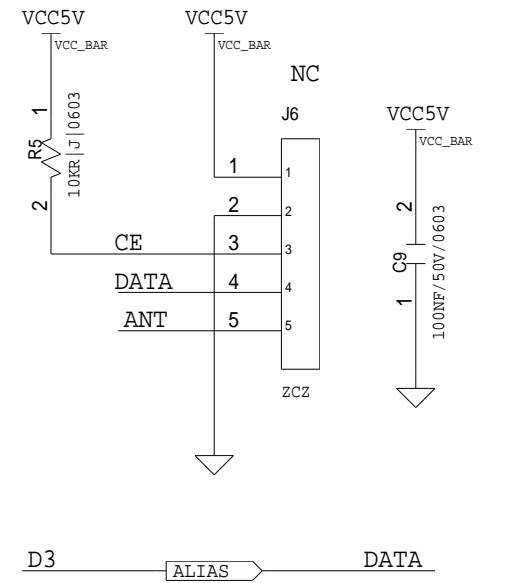 VCC5V
VCC_BAR
VCC5V
VCC_BAR
NC
J6
VCC5V
VCC_BAR
1
R5
10KR|J|0603
2
1
1
2
2
CE
3
3
DATA
4
4
ANT
5
5
ZCZ
2
C9
100NF/50V/0603
1
D3
ALIAS
DATA